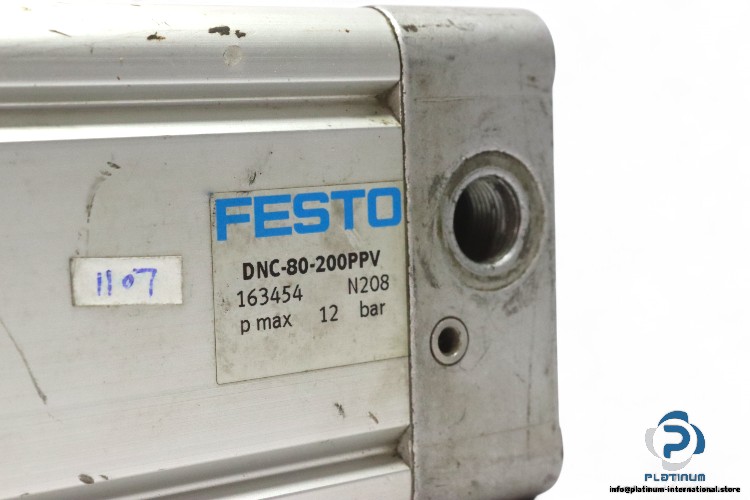 FESTO
DNC-80-200PPV
163454 N208
p max 12 bar
1107
PLATINUM
info@platinum-international.store